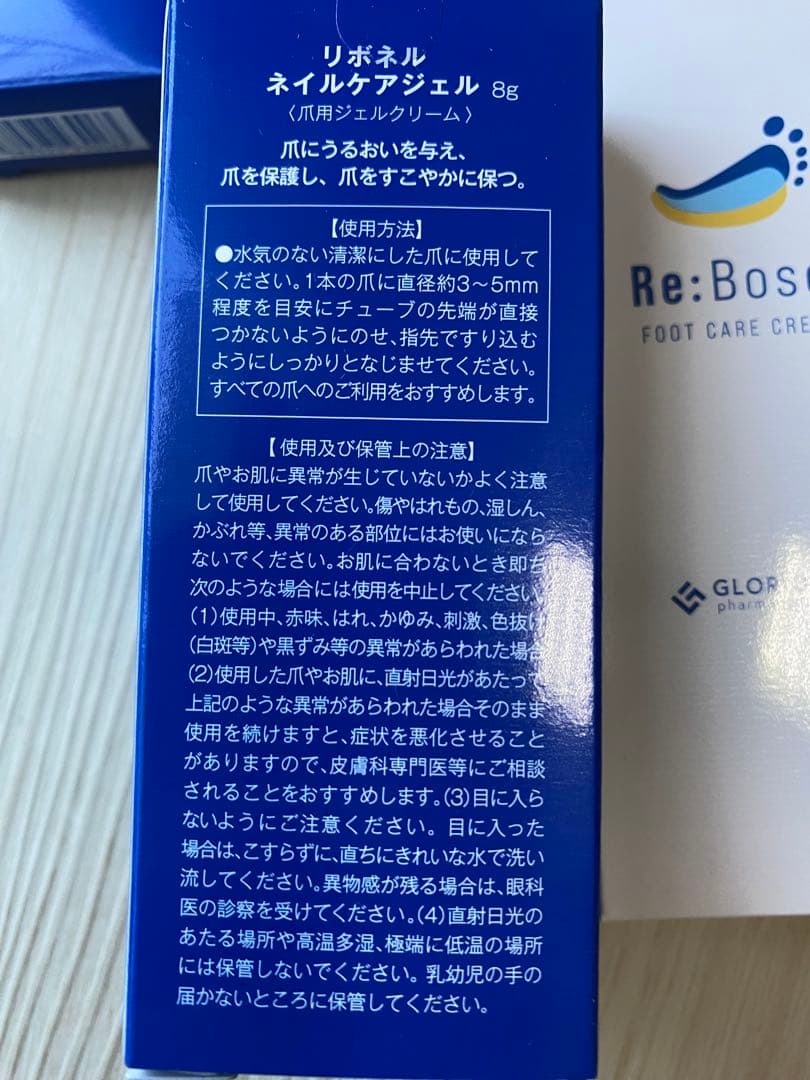 リボネル
ネイルケアジェル 8g
〈爪用ジェルクリーム〉
爪にうるおいを与え、
爪を保護し、爪をすこやかに保つ。
【使用方法】
●水気のない清潔にした爪に使用して
ください。1本の爪に直径約3〜5mm
程度を目安にチューブの先端が直接
つかないようにのせ、指先ですり込む
ようにしっかりとなじませてください。
すべての爪へのご利用をおすすめします。
【使用及び保管上の注意】
爪やお肌に異常が生じていないかよく注意
して使用してください。傷やはれもの、湿しん、
かぶれ等、異常のある部位にはお使いになら
ないでください。お肌に合わないとき即ち
次のような場合には使用を中止してください。
(1)使用中、赤味、はれ、かゆみ、刺激、色抜け
(白斑等)や黒ずみ等の異常があらわれた場合
(2)使用した爪やお肌に、直射日光があたって
上記のような異常があらわれた場合そのまま
使用を続けますと、症状を悪化させること
がありますので、皮膚科専門医等にご相談
されることをおすすめします。(3)目に入ら
ないようにご注意ください。目に入った
場合は、こすらずに、直ちにきれいな水で洗い
流してください。異物感が残る場合は、眼科
医の診察を受けてください。(4)直射日光の
あたる場所や高温多湿、極端に低温の場所
には保管しないでください。乳幼児の手の
届かないところに保管してください。
Re:Bos
FOOT CARE CRE
GLOR
pharma